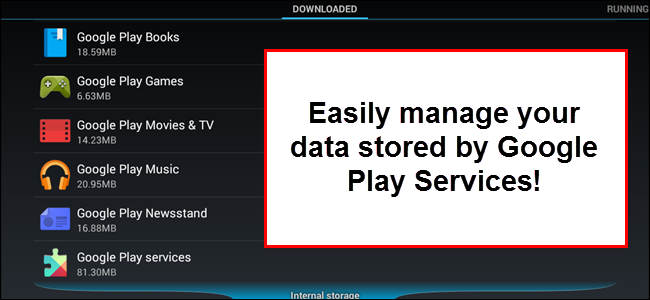 DOWNLOADED
RUNNING
Google Play Books
18.59MB
Google Play Games
6.63MB
Google Play Movies & TV
14.23MB
Google Play Music
20.95MB
Google Play Newsstand
16.88MB
Google Play services
81.30MB
Internal storage
Easily manage your
data stored by Google
Play Services!